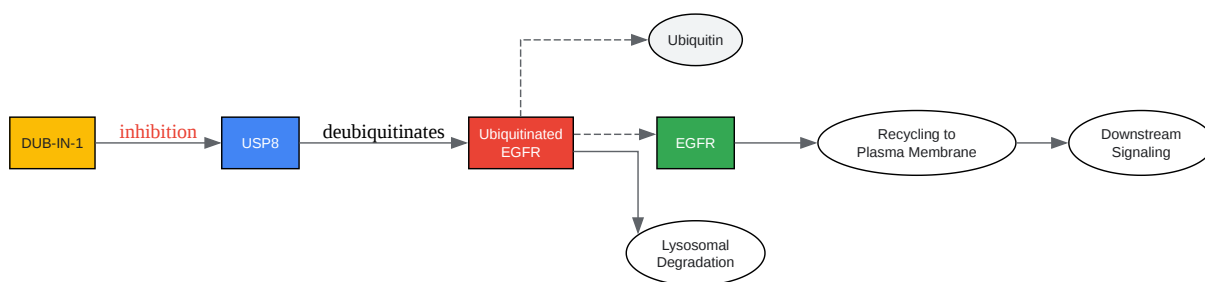 Ubiquitin
DUB-IN-1
inhibition
USP8
deubiquitinates
Ubiquitinated
EGFR
EGFR
Recycling to
Plasma Membrane
Downstream
Signaling
Lysosomal
Degradation